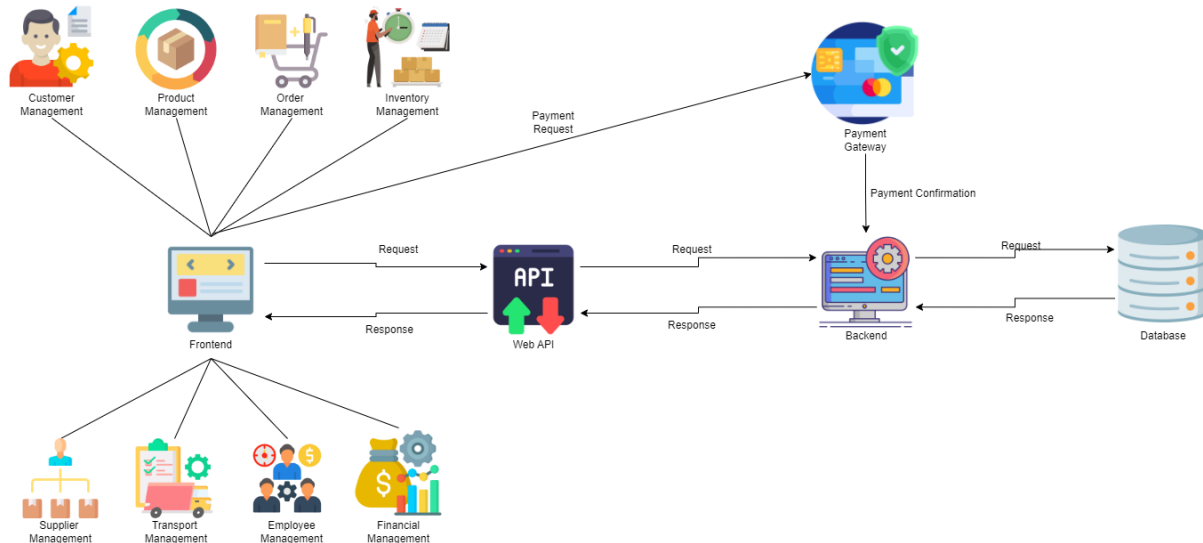 Customer
Management
Product
Management
Order
Management
Inventory
Management
Payment
Request
Payment
Gateway
Payment Confirmation
Request
Request
Request
API
Response
Response
Response
Frontend
Web API
Backend
Database
$
$
Supplier
Management
Transport
Management
Employee
Management
Financial
Management